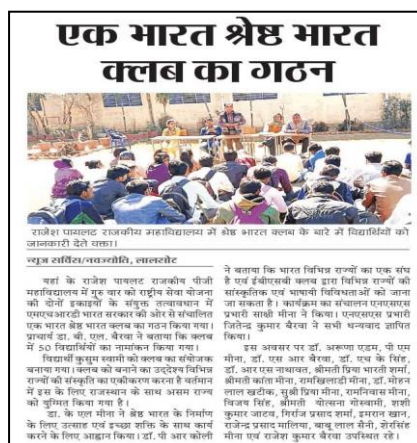 एक भारत श्रेष्ठ भारत
क्लब का गठन
राजेश पायलट राजकीय महाविद्यालय में श्रेष्ठ भारत क्लब के बारे में विद्यार्थियों को
जानकारी देते वक्ता।
न्यूज सर्विस/नवज्योति, लालसोट
यहां के राजेश पायलट राजकीय पीजी
महाविद्यालय में गुरु वार को राष्ट्रीय सेवा योजना
की दोनों इकाइयों के संयुक्त तत्वावधान में
एमएचआरडी भारत सरकार की ओर से संचालित
एक भारत श्रेष्ठ भारत क्लब का गठन किया गया।
प्राचार्य डा. बी. एल. बैरवा ने बताया कि क्लब
में 50 विद्यार्थियों का नामांकन किया गया।
विद्यार्थी कुसुम स्वामी को क्लब का संयोजक
बनाया गया। क्लब को बनाने का उद्देश्य विभिन्न
राज्यों की संस्कृति का एकीकरण करना है वर्तमान
में इस के लिए राजस्थान के साथ असम राज्य
को युग्मित किया गया है।
डा. के एल मीना ने श्रेष्ठ भारत के निर्माण
के लिए उत्साह एवं इच्छा शक्ति के साथ कार्य
करने के लिए आह्वान किया। डॉ. पी आर कोली
ने बताया कि भारत विभिन्न राज्यों का एक संघ
है एवं ईबीएसबी क्लब द्वारा विभिन्न राज्यों की
सांस्कृतिक एवं भाषायी विविधताओं को जाना
जा सकता है। कार्यक्रम का संचालन एनएसएस
प्रभारी साक्षी मीना ने किया। एनएसएस प्रभारी
जितेन्द्र कुमार बैरवा ने सभी धन्यवाद ज्ञापित
किया।
इस अवसर पर डॉ. अरूणा एडम, पी एम
मीना, डॉ. एस आर बैरवा, डॉ. एच के सिंह,
डॉ. आर एस नाथावत, श्रीमती प्रिया भारती शर्मा,
श्रीमती कांता मीना, रामखिलाड़ी मीना, डॉ. मोहन
लाल खटीक, सुश्री प्रिया मीना, रामनिवास मीना,
विजय सिंह, श्रीमती योत्सना गोस्वामी, शशी
कुमार जाटव, गिर्राज प्रसाद शर्मा, इमरान खान,
राजेन्द्र प्रसाद मालिया, बाबू लाल सैनी, शेरसिंह
मीना एवं राजेश कुमार बैरवा उपस्थित रहे।